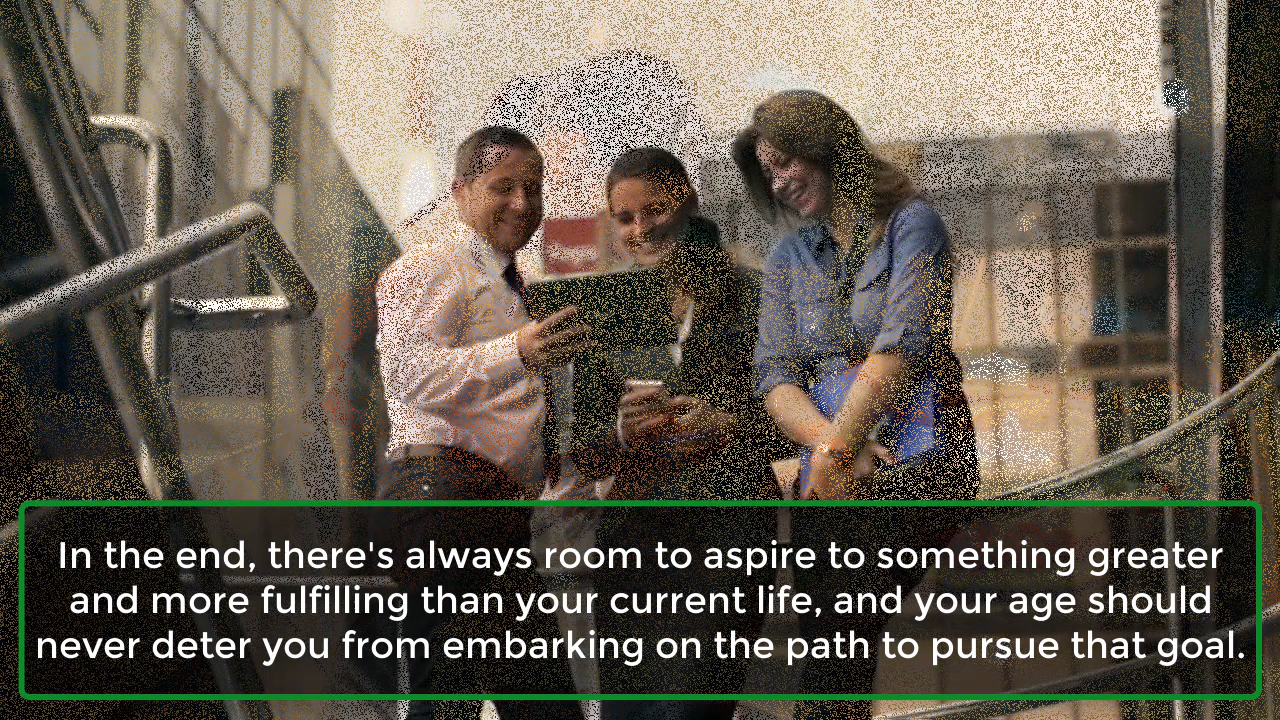 In the end, there's always room to aspire to something greater
and more fulfilling than your current life, and your age should
never deter you from embarking on the path to pursue that goal.